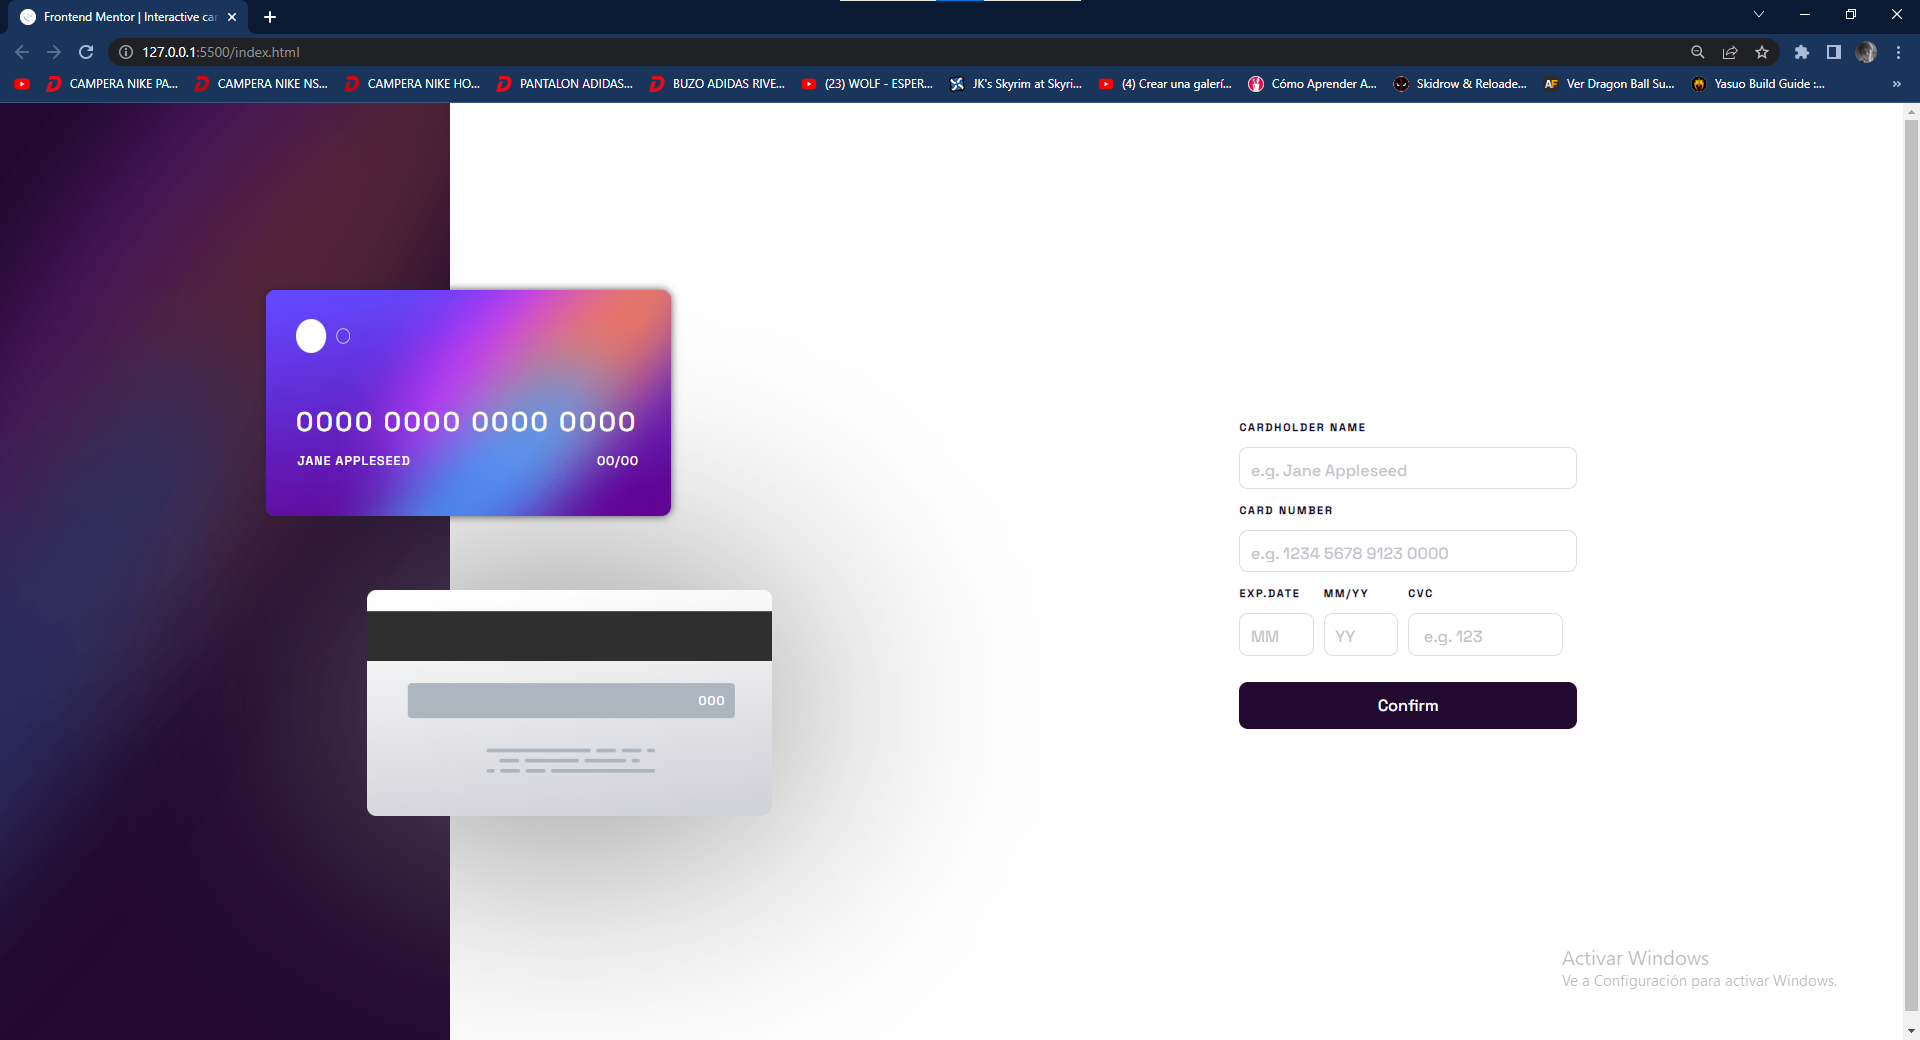 Frontend Mentor | Interactive car
127.0.0.1:5500/index.html
CAMPERA NIKE PA...
CAMPERA NIKE NS...
CAMPERA NIKE HO...
PANTALON ADIDAS...
BUZO ADIDAS RIVE...
(23) WOLF - ESPER...
JK's Skyrim at Skyri...
(4) Crear una galerí...
Cómo Aprender A...
Skidrow & Reloade...
AF
Ver Dragon Ball Su...
Yasuo Build Guide :...
0000 0000 0000 0000
JANE APPLESEED
00/00
000
CARDHOLDER NAME
e.g. Jane Appleseed
CARD NUMBER
e.g. 1234 5678 9123 0000
EXP.DATE
MM/YY
CVC
MM
YY
e.g. 123
Confirm
Activar Windows
Ve a Configuración para activar Windows.